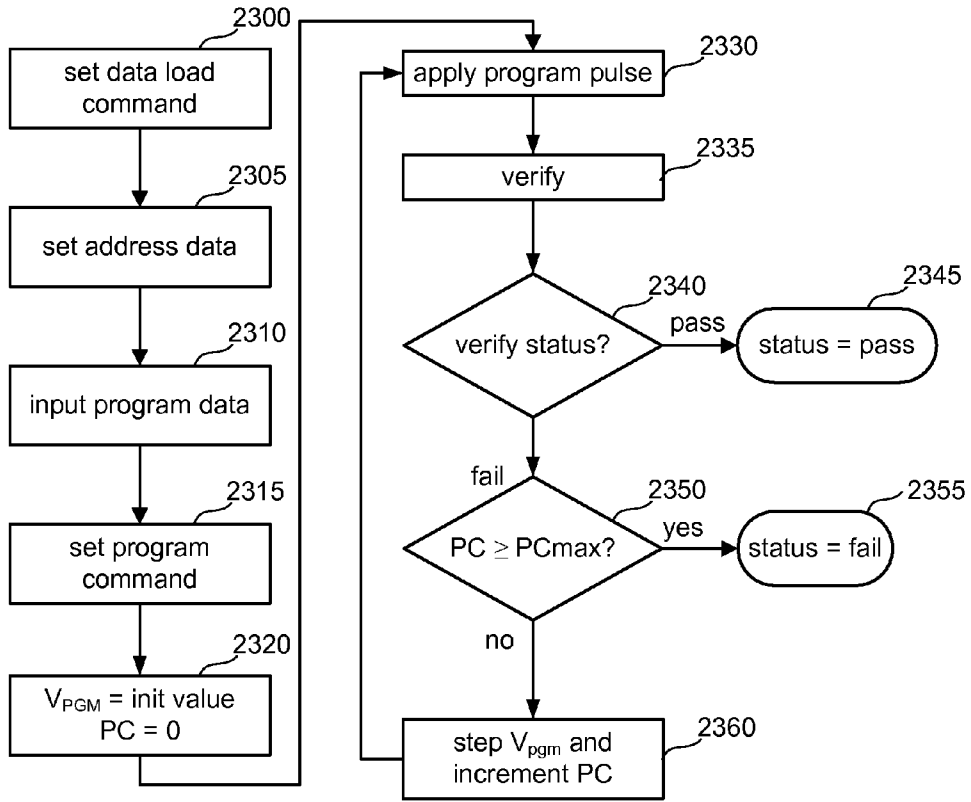 2300
set data load
command
2305
set address data
2310
input program data
2315
set program
command
2320
V_PGM = init value
PC = 0
2330
apply program pulse
2335
verify
2340
verify status?
pass
2345
status = pass
fail
2350
PC ≥ PCmax?
yes
2355
status = fail
no
2360
step V_pgm and
increment PC